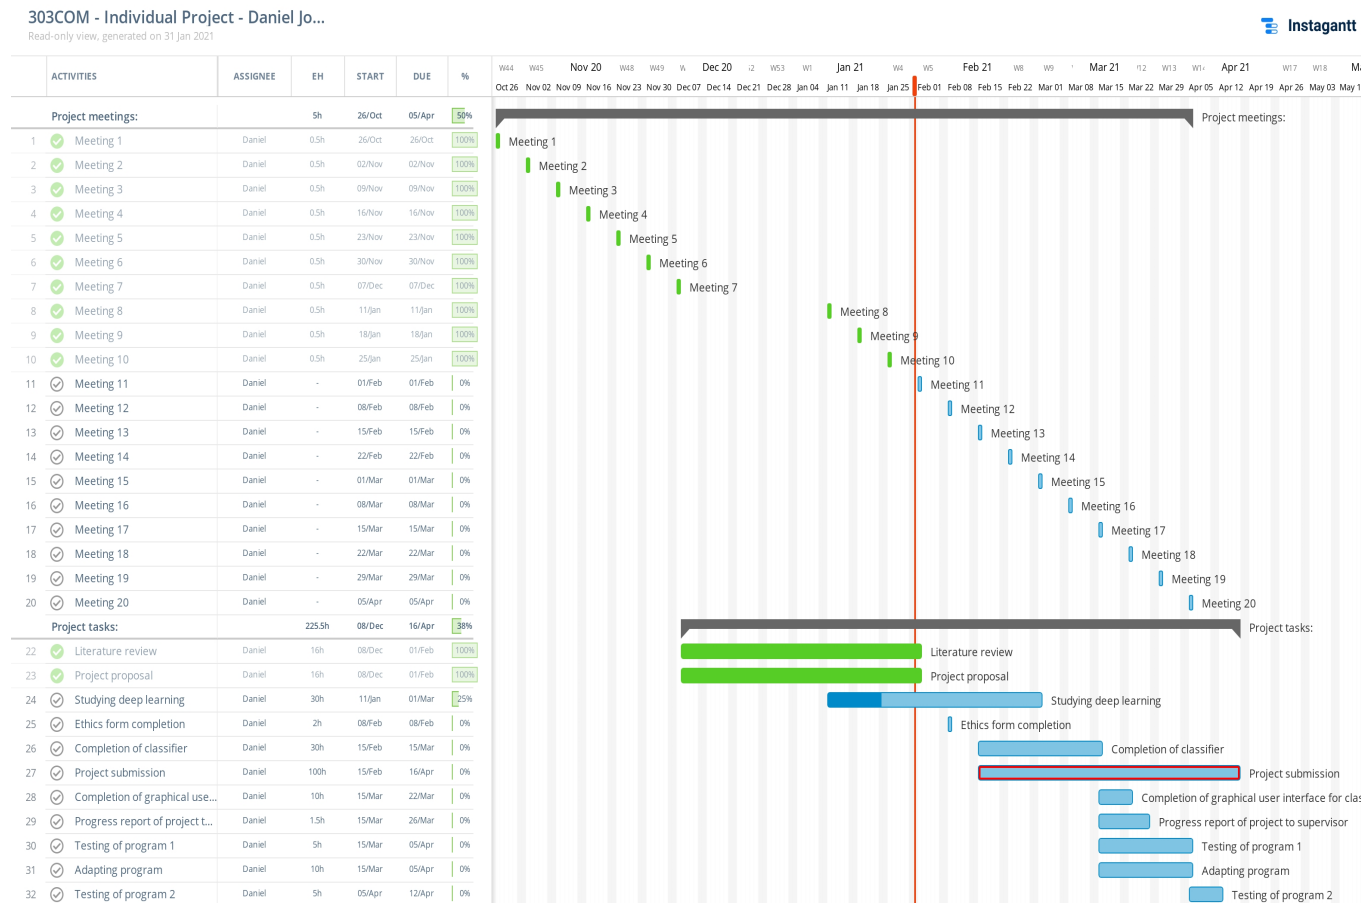 303COM - Individual Project - Daniel Jo...
Read-only view, generated on 31 Jan 2021
Instagantt
ACTIVITIES ASSIGNEE EH START DUE %
W44 W45 Nov 20 W48 W49 W Dec 20 W53 W1 Jan 21 W4 W5 Feb 21 W8 W9 Mar 21 W13 Apr 21 W17 W18
Oct 26 Nov 02 Nov 09 Nov 16 Nov 23 Nov 30 Dec 07 Dec 14 Dec 21 Dec 28 Jan 04 Jan 11 Jan 18 Jan 25 Feb 01 Feb 08 Feb 15 Feb 22 Mar 01 Mar 08 Mar 15 Mar 22 Mar 29 Apr 05 Apr 12 Apr 19 Apr 26 May 03 May 1
Project meetings: 5h 26/Oct 05/Apr 50% Project meetings:
1 Meeting 1 Daniel 0.5h 26/Oct 26/Oct 100% Meeting 1
2 Meeting 2 Daniel 0.5h 02/Nov 02/Nov 100% Meeting 2
3 Meeting 3 Daniel 0.5h 09/Nov 09/Nov 100% Meeting 3
4 Meeting 4 Daniel 0.5h 16/Nov 16/Nov 100% Meeting 4
5 Meeting 5 Daniel 0.5h 23/Nov 23/Nov 100% Meeting 5
6 Meeting 6 Daniel 0.5h 30/Nov 30/Nov 100% Meeting 6
7 Meeting 7 Daniel 0.5h 07/Dec 07/Dec 100% Meeting 7
8 Meeting 8 Daniel 0.5h 11/Jan 11/Jan 100% Meeting 8
9 Meeting 9 Daniel 0.5h 18/Jan 18/Jan 100% Meeting 9
10 Meeting 10 Daniel 0.5h 25/Jan 25/Jan 100% Meeting 10
11 Meeting 11 Daniel - 01/Feb 01/Feb 0% Meeting 11
12 Meeting 12 Daniel - 08/Feb 08/Feb 0% Meeting 12
13 Meeting 13 Daniel - 15/Feb 15/Feb 0% Meeting 13
14 Meeting 14 Daniel - 22/Feb 22/Feb 0% Meeting 14
15 Meeting 15 Daniel - 01/Mar 01/Mar 0% Meeting 15
16 Meeting 16 Daniel - 08/Mar 08/Mar 0% Meeting 16
17 Meeting 17 Daniel - 15/Mar 15/Mar 0% Meeting 17
18 Meeting 18 Daniel - 22/Mar 22/Mar 0% Meeting 18
19 Meeting 19 Daniel - 29/Mar 29/Mar 0% Meeting 19
20 Meeting 20 Daniel - 05/Apr 05/Apr 0% Meeting 20
Project tasks: 225.5h 08/Dec 16/Apr 38% Project tasks:
22 Literature review Daniel 16h 08/Dec 01/Feb 100% Literature review
23 Project proposal Daniel 16h 08/Dec 01/Feb 100% Project proposal
24 Studying deep learning Daniel 30h 11/Jan 01/Mar 25% Studying deep learning
25 Ethics form completion Daniel 2h 08/Feb 08/Feb 0% Ethics form completion
26 Completion of classifier Daniel 30h 15/Feb 15/Mar 0% Completion of classifier
27 Project submission Daniel 100h 15/Feb 16/Apr 0% Project submission
28 Completion of graphical use... Daniel 10h 15/Mar 22/Mar 0% Completion of graphical user interface for clas
29 Progress report of project t... Daniel 1.5h 15/Mar 26/Mar 0% Progress report of project to supervisor
30 Testing of program 1 Daniel 5h 15/Mar 05/Apr 0% Testing of program 1
31 Adapting program Daniel 10h 15/Mar 05/Apr 0% Adapting program
32 Testing of program 2 Daniel 5h 05/Apr 12/Apr 0% Testing of program 2